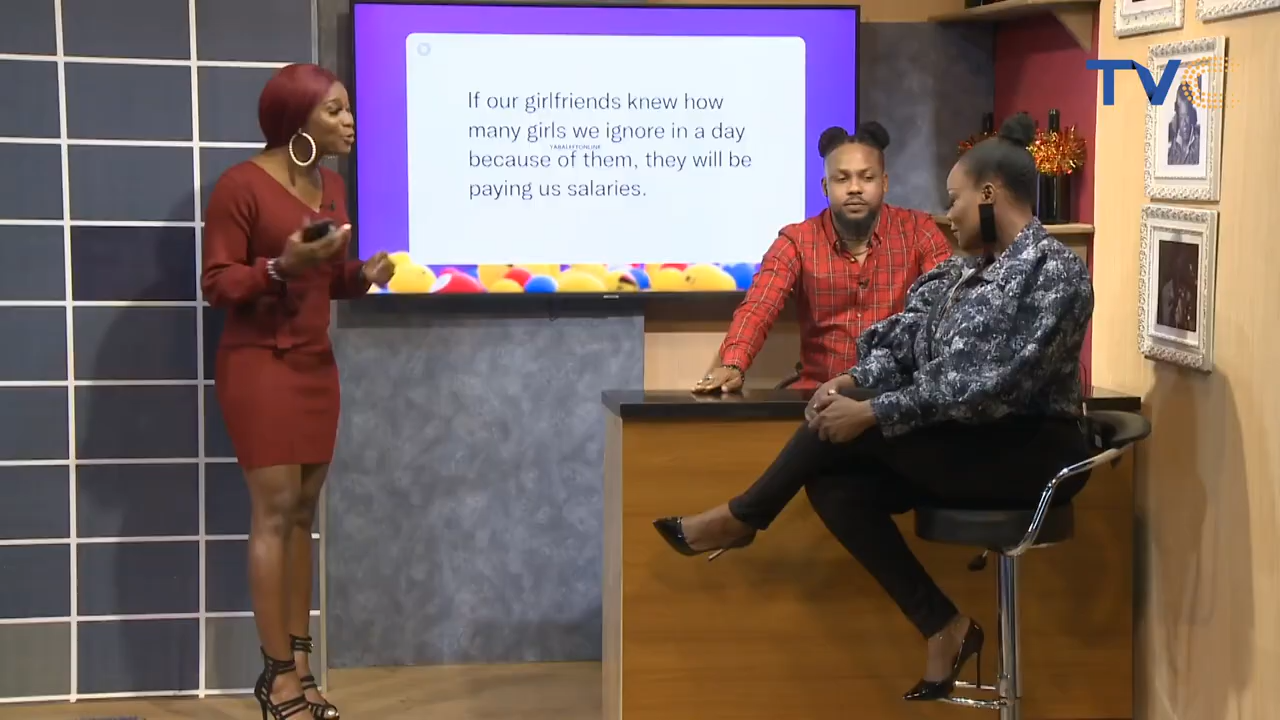 TVC
If our girlfriends knew how
many girls we ignore in a day
YABALEFTONLINE
because of them, they will be
paying us salaries.